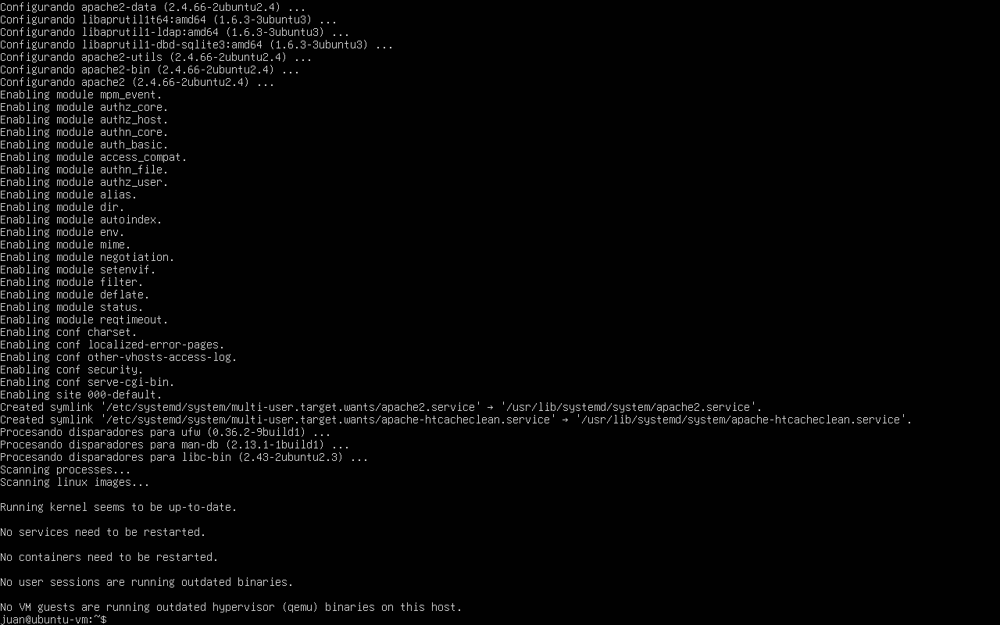 Configurando apache2-data (2.4.66-2ubuntu2.4) ...
Configurando libaprutil1t64:amd64 (1.6.3-3ubuntu3) ...
Configurando libaprutil1-ldap:amd64 (1.6.3-3ubuntu3) ...
Configurando libaprutil1-dbd-sqlite3:amd64 (1.6.3-3ubuntu3) ...
Configurando apache2-utils (2.4.66-2ubuntu2.4) ...
Configurando apache2-bin (2.4.66-2ubuntu2.4) ...
Configurando apache2 (2.4.66-2ubuntu2.4) ...
Enabling module mpm_event.
Enabling module authz_core.
Enabling module authz_host.
Enabling module authn_core.
Enabling module auth_basic.
Enabling module access_compat.
Enabling module authn_file.
Enabling module authz_user.
Enabling module alias.
Enabling module dir.
Enabling module autoindex.
Enabling module env.
Enabling module mime.
Enabling module negotiation.
Enabling module setenvif.
Enabling module filter.
Enabling module deflate.
Enabling module status.
Enabling module reqtimeout.
Enabling conf charset.
Enabling conf localized-error-pages.
Enabling conf other-vhosts-access-log.
Enabling conf security.
Enabling conf serve-cgi-bin.
Enabling site 000-default.
Created symlink '/etc/systemd/system/multi-user.target.wants/apache2.service' → '/usr/lib/systemd/system/apache2.service'.
Created symlink '/etc/systemd/system/multi-user.target.wants/apache-htcacheclean.service' → '/usr/lib/systemd/system/apache-htcacheclean.service'.
Procesando disparadores para ufw (0.36.2-9build1) ...
Procesando disparadores para man-db (2.13.1-1build1) ...
Procesando disparadores para libc-bin (2.43-2ubuntu2.3) ...
Scanning processes...
Scanning linux images...
Running kernel seems to be up-to-date.
No services need to be restarted.
No containers need to be restarted.
No user sessions are running outdated binaries.
No VM guests are running outdated hypervisor (qemu) binaries on this host.
juan@ubuntu-vm:~$